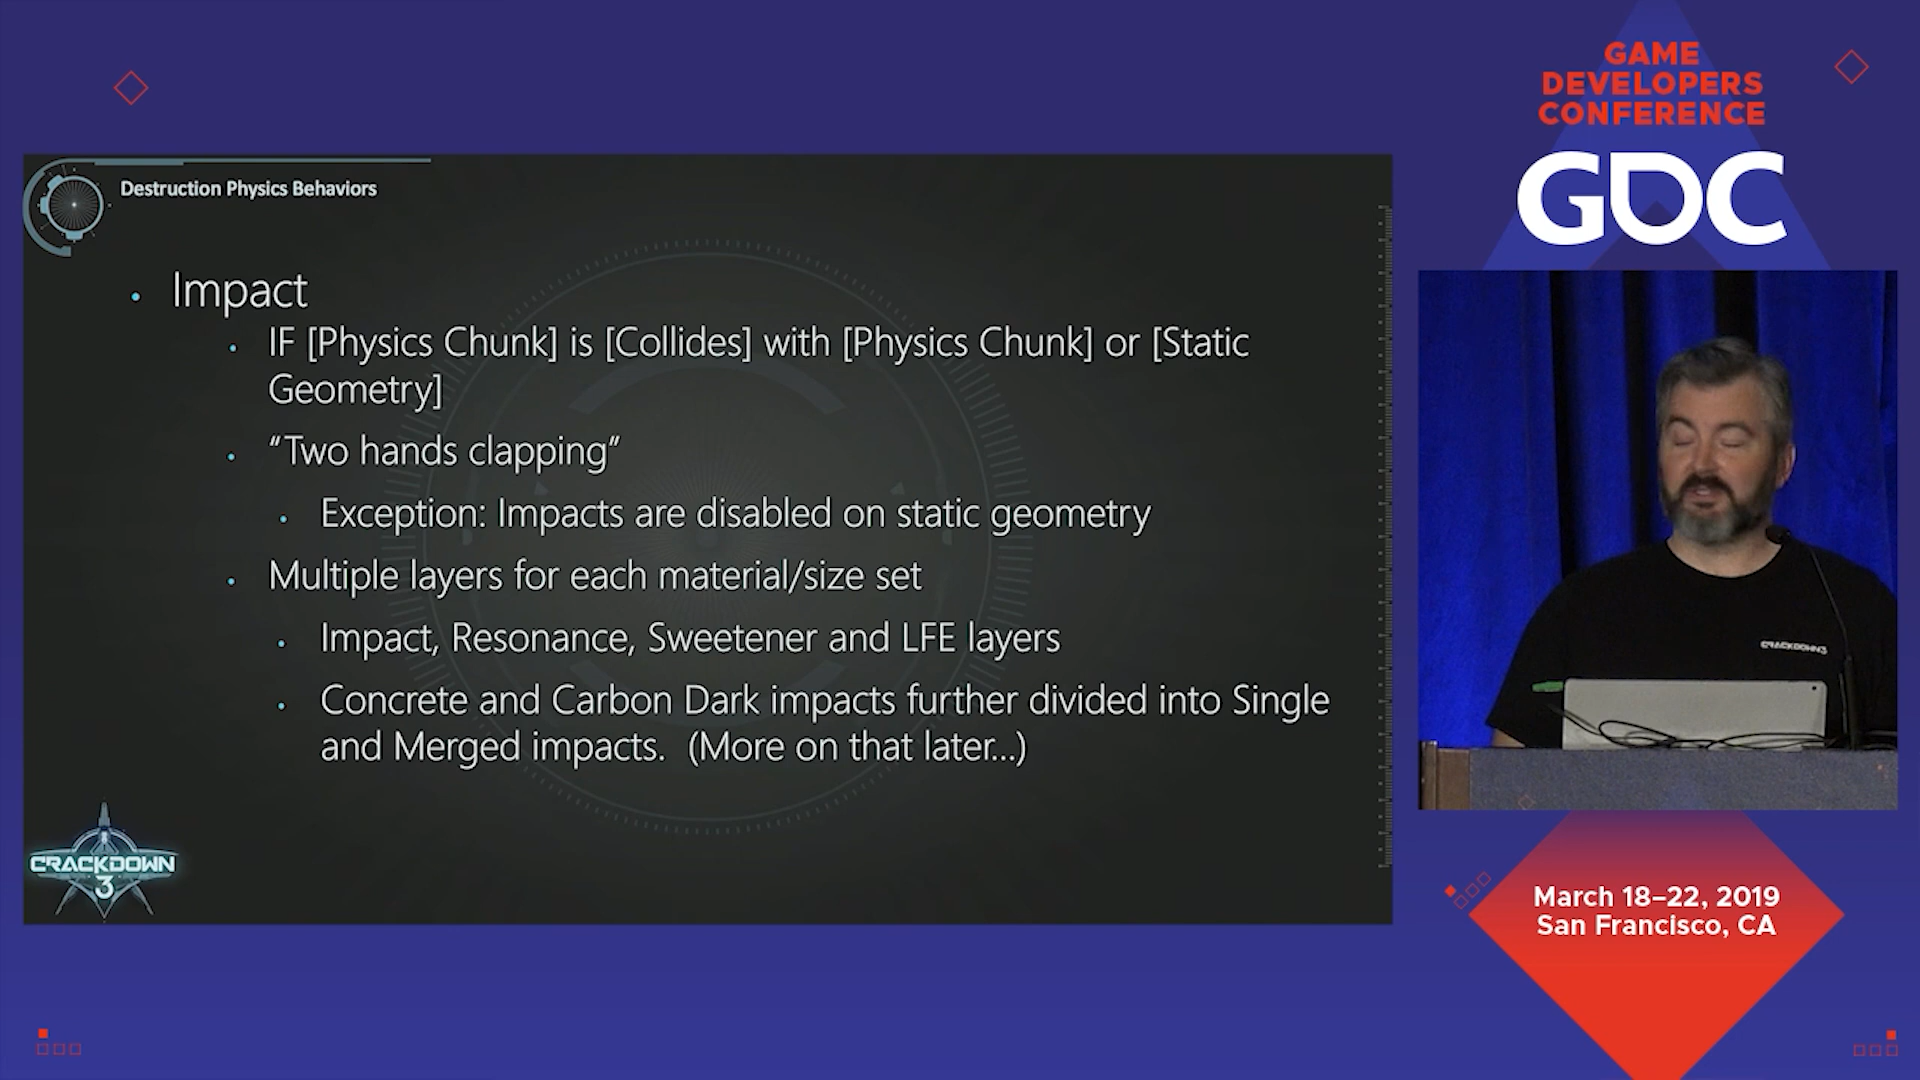 GAME
DEVELOPERS
CONFERENCE
GDC
Destruction Physics Behaviors
• Impact
• IF [Physics Chunk] is [Collides] with [Physics Chunk] or [Static
Geometry]
• “Two hands clapping”
• Exception: Impacts are disabled on static geometry
• Multiple layers for each material/size set
• Impact, Resonance, Sweetener and LFE layers
• Concrete and Carbon Dark impacts further divided into Single
and Merged impacts.  (More on that later...)
CRACKDOWN
3
CRACKDOWN3
March 18–22, 2019
San Francisco, CA